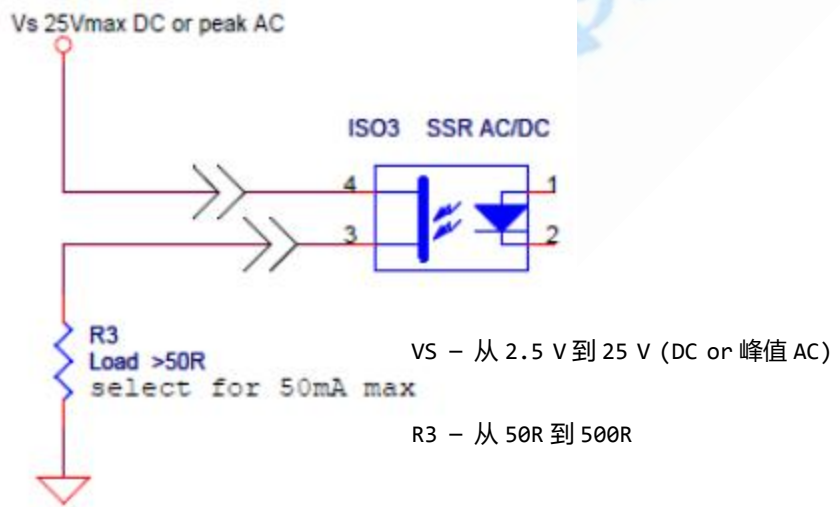 Vs 25Vmax DC or peak AC
ISO3 SSR AC/DC
4
1
3
2
R3
Load >50R
select for 50mA max
VS – 从 2.5 V 到 25 V (DC or 峰值 AC)
R3 – 从 50R 到 500R